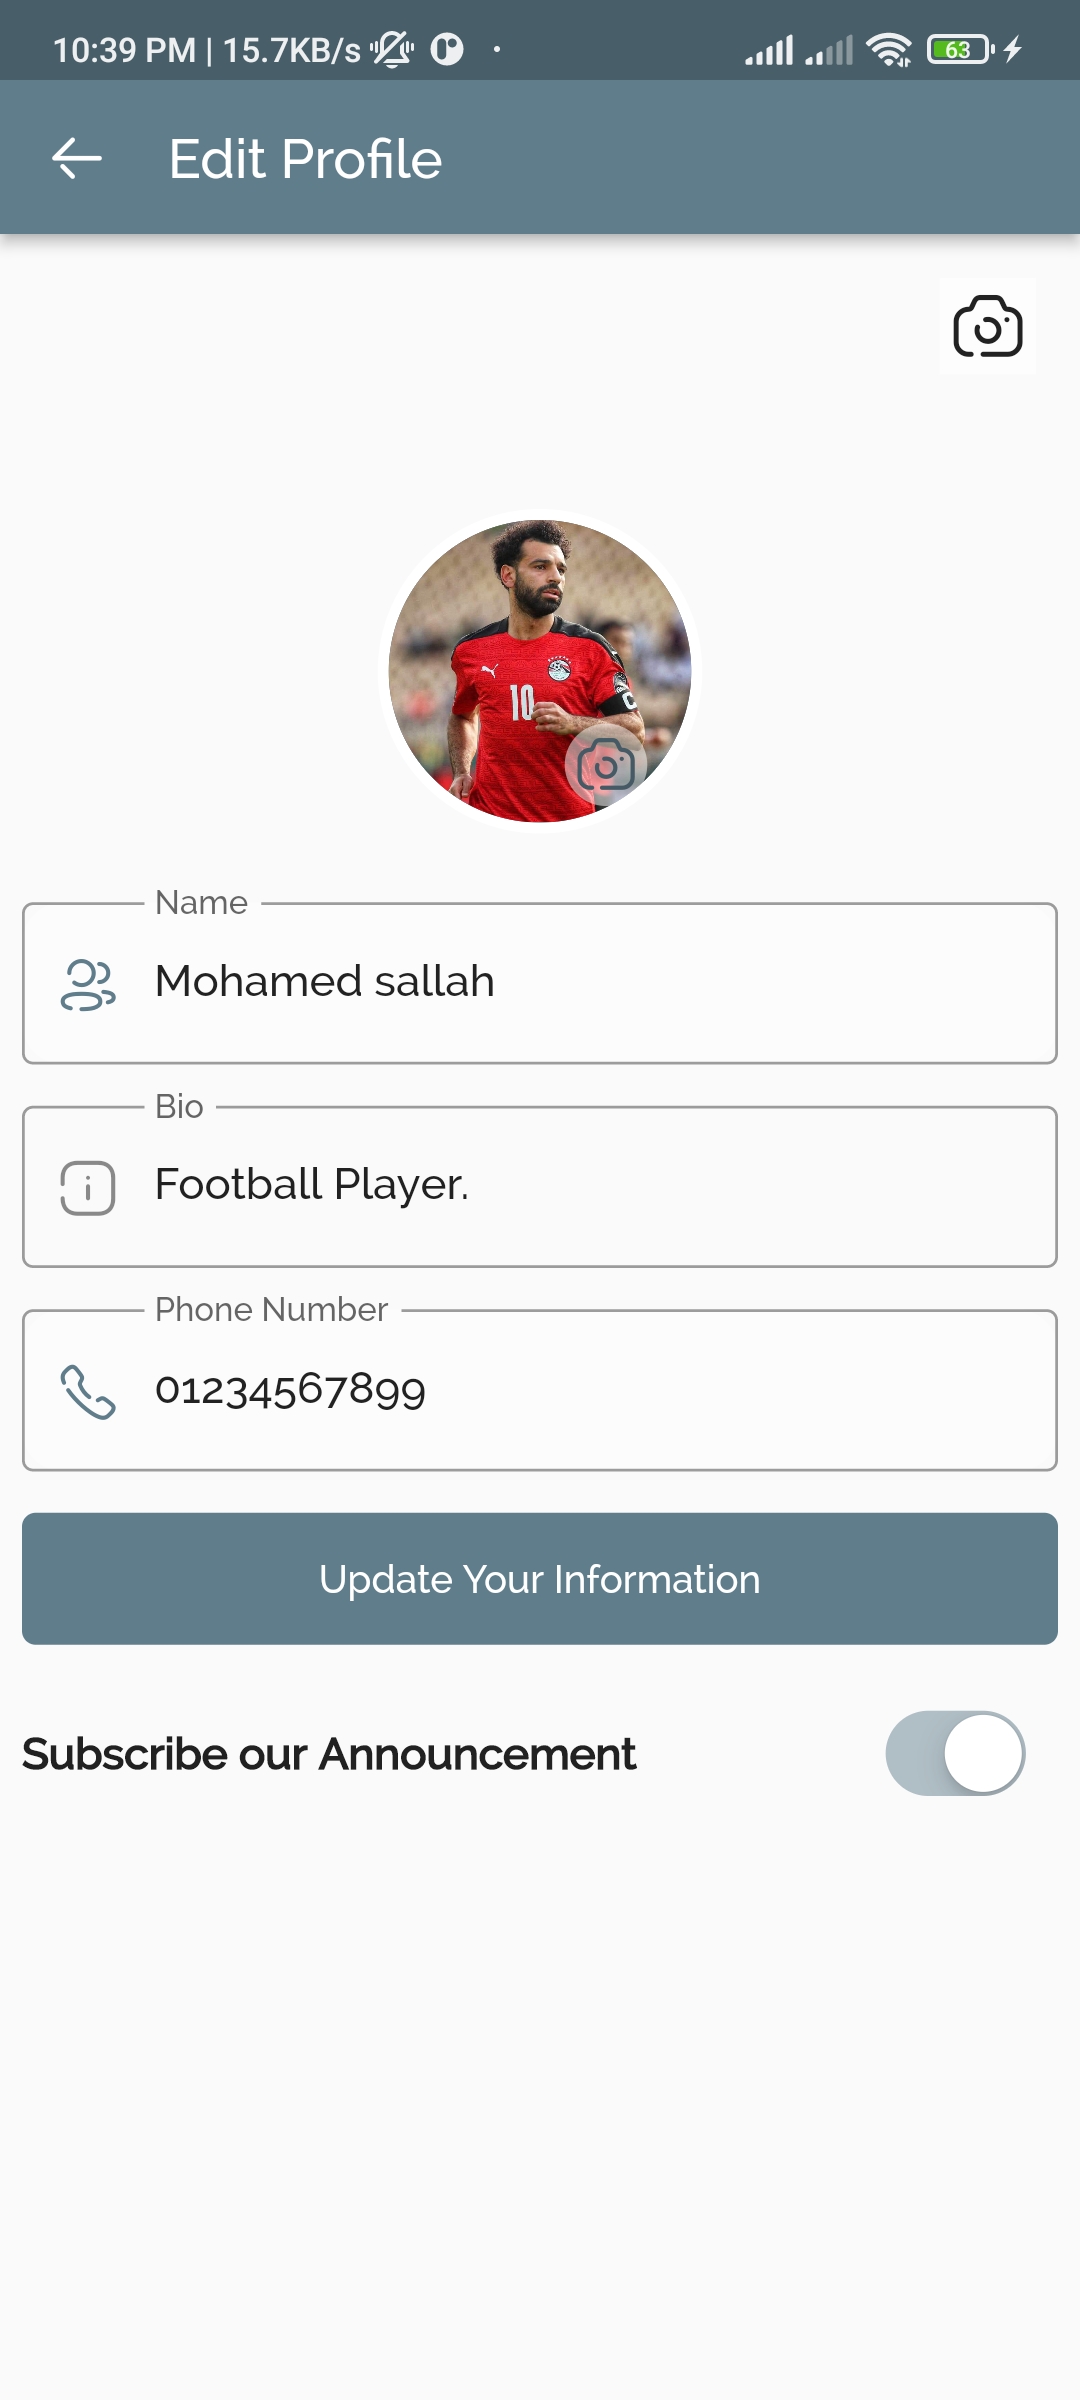 10:39 PM | 15.7KB/s
63
Edit Profile
10
C
Name
Mohamed sallah
Bio
Football Player.
Phone Number
01234567899
Update Your Information
Subscribe our Announcement